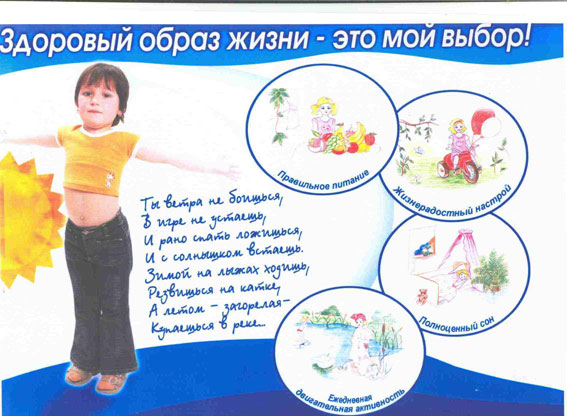 Здоровый образ жизни - это мой выбор!
Ты ветра не боишься,
В игре не устаешь,
И рано спать ложишься,
И с солнышком встаешь.
Зимой на лыжах ходишь,
Резвишься на катке,
А летом - загорелая -
Купаешься в реке...
Правильное питание
Жизнерадостный настрой
Полноценный сон
Ежедневная
двигательная активность